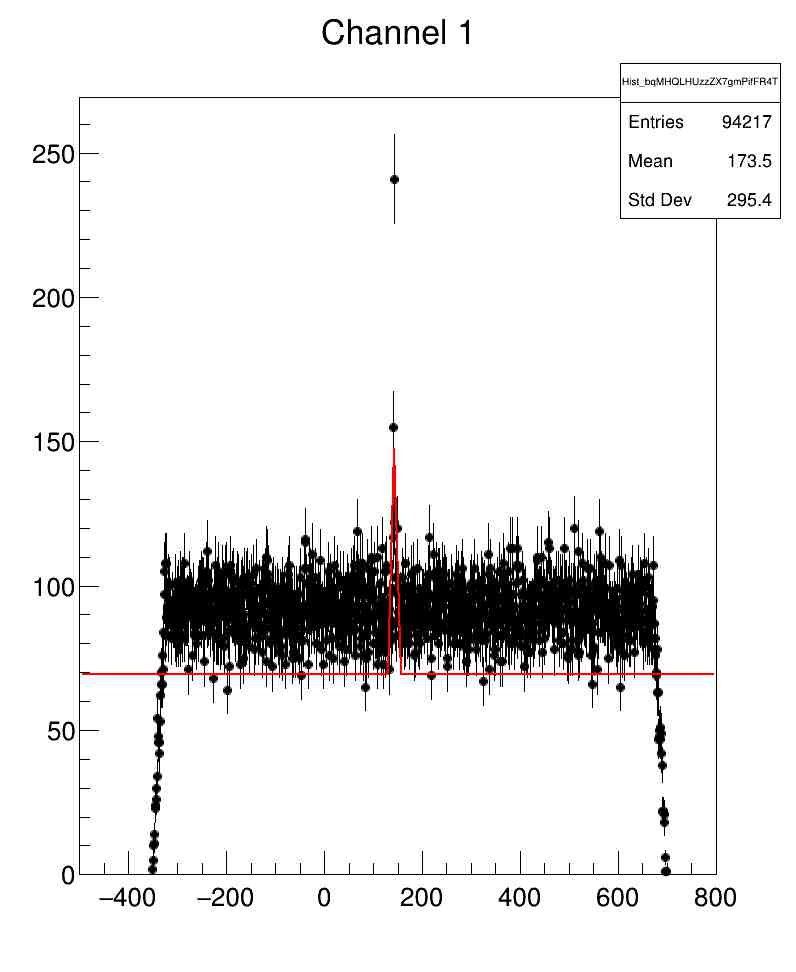 Channel 1
Hist_bqMHQLHUzzZX7gmPifFR4T
Entries 94217
Mean 173.5
Std Dev 295.4
250
200
150
100
50
0
−400 −200 0 200 400 600 800